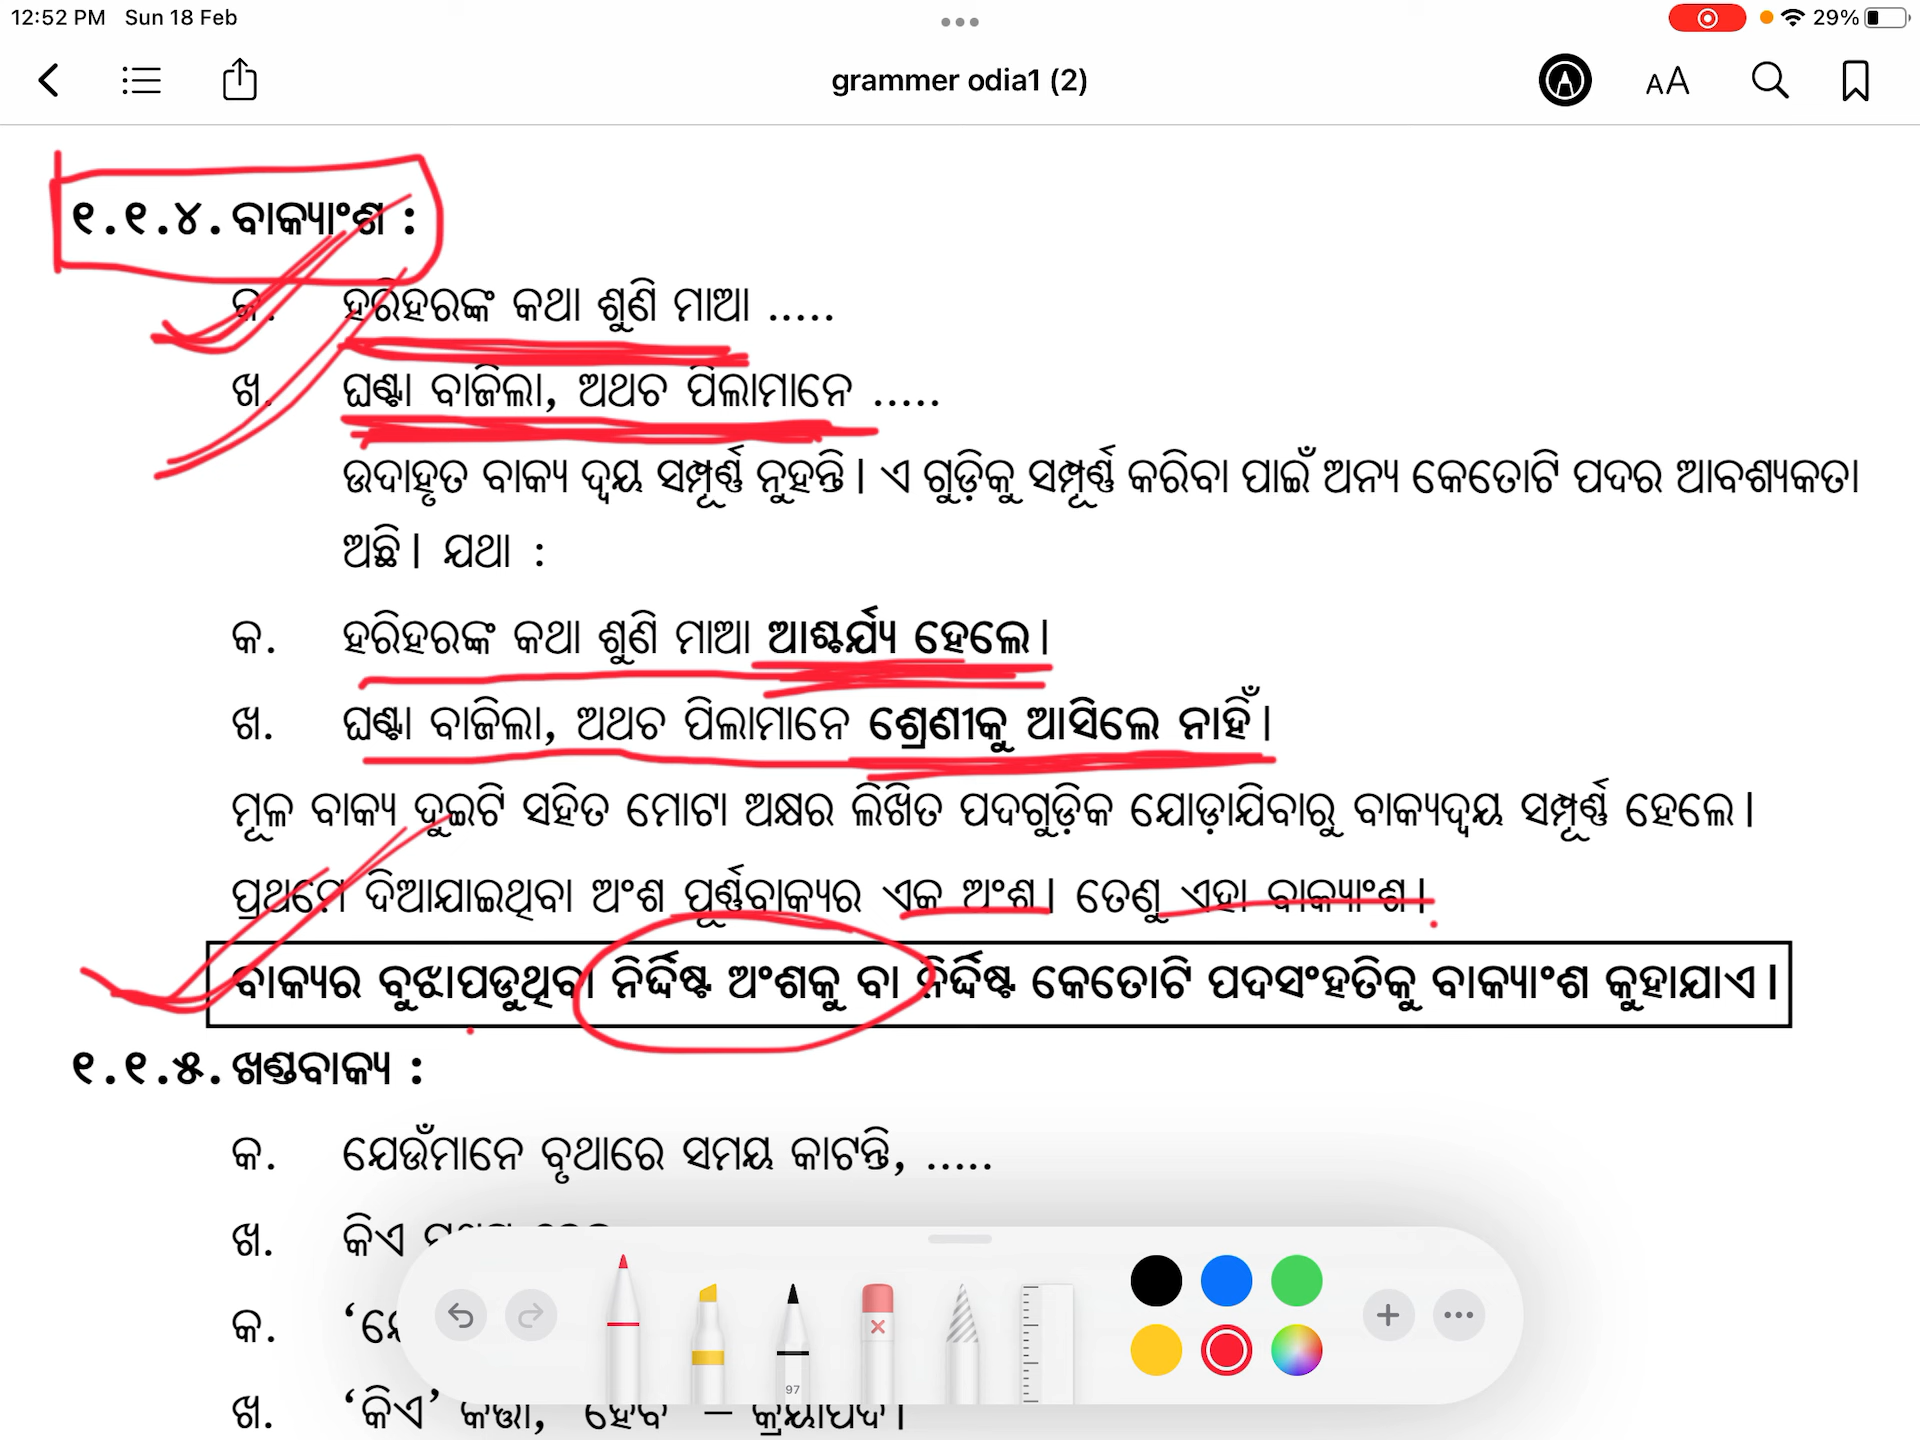 12:52 PM Sun 18 Feb
29%
grammer odia1 (2)
AA
୧.୧.୪. ବାକ୍ୟାଂଶ :
କ. ହରିହରଙ୍କ କଥା ଶୁଣି ମାଆ .....
ଖ. ଘଣ୍ଟା ବାଜିଲା, ଅଥଚ ପିଲାମାନେ .....
ଉଦାହୃତ ବାକ୍ୟ ଦ୍ୱୟ ସମ୍ପୂର୍ଣ୍ଣ ନୁହନ୍ତି। ଏ ଗୁଡ଼ିକୁ ସମ୍ପୂର୍ଣ୍ଣ କରିବା ପାଇଁ ଅନ୍ୟ କେତୋଟି ପଦର ଆବଶ୍ୟକତା
ଅଛି। ଯଥା :
କ. ହରିହରଙ୍କ କଥା ଶୁଣି ମାଆ ଆଶ୍ଚର୍ଯ୍ୟ ହେଲେ।
ଖ. ଘଣ୍ଟା ବାଜିଲା, ଅଥଚ ପିଲାମାନେ ଶ୍ରେଣୀକୁ ଆସିଲେ ନାହିଁ।
ମୂଳ ବାକ୍ୟ ଦୁଇଟି ସହିତ ମୋଟା ଅକ୍ଷର ଲିଖିତ ପଦଗୁଡ଼ିକ ଯୋଡ଼ାଯିବାରୁ ବାକ୍ୟଦ୍ୱୟ ସମ୍ପୂର୍ଣ୍ଣ ହେଲେ।
ପ୍ରଥମେ ଦିଆଯାଇଥିବା ଅଂଶ ପୂର୍ଣ୍ଣବାକ୍ୟର ଏକ ଅଂଶ। ତେଣୁ ଏହା ବାକ୍ୟାଂଶ।
ବାକ୍ୟର ବୁଝାପଡୁଥିବା ନିର୍ଦ୍ଦିଷ୍ଟ ଅଂଶକୁ ବା ନିର୍ଦ୍ଦିଷ୍ଟ କେତୋଟି ପଦସଂହତିକୁ ବାକ୍ୟାଂଶ କୁହାଯାଏ।
୧.୧.୫. ଖଣ୍ଡବାକ୍ୟ :
କ. ଯେଉଁମାନେ ବୃଥାରେ ସମୟ କାଟନ୍ତି, .....
ଖ. କିଏ
କ.
ଖ. ‘କିଏ’ କର୍ତ୍ତା, ହେବ – କ୍ରିୟାପଦ।
97